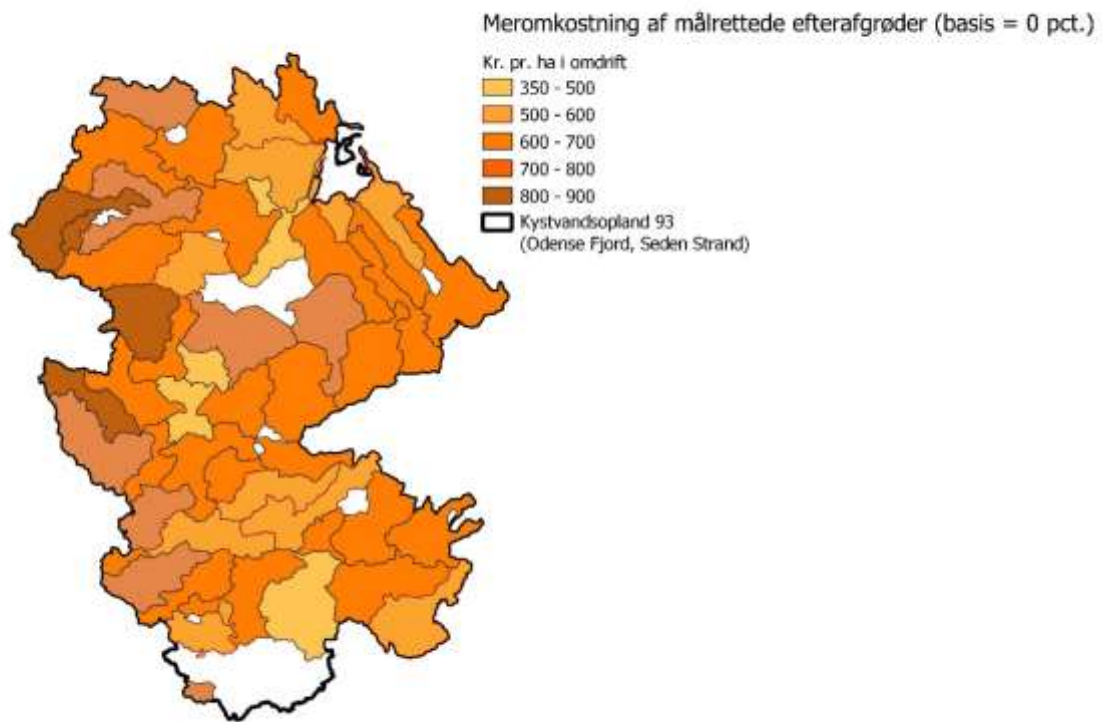 Meromkostning af målrettede efterafgrøder (basis = 0 pct.)
Kr. pr. ha i omdrift
350 - 500
500 - 600
600 - 700
700 - 800
800 - 900
Kystvandsopland 93
(Odense Fjord, Seden Strand)